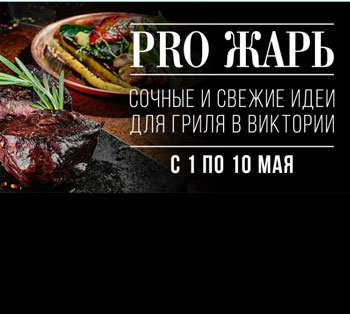 PRO ЖАРЬ
СОЧНЫЕ И СВЕЖИЕ ИДЕИ
ДЛЯ ГРИЛЯ В ВИКТОРИИ
С 1 ПО 10 МАЯ